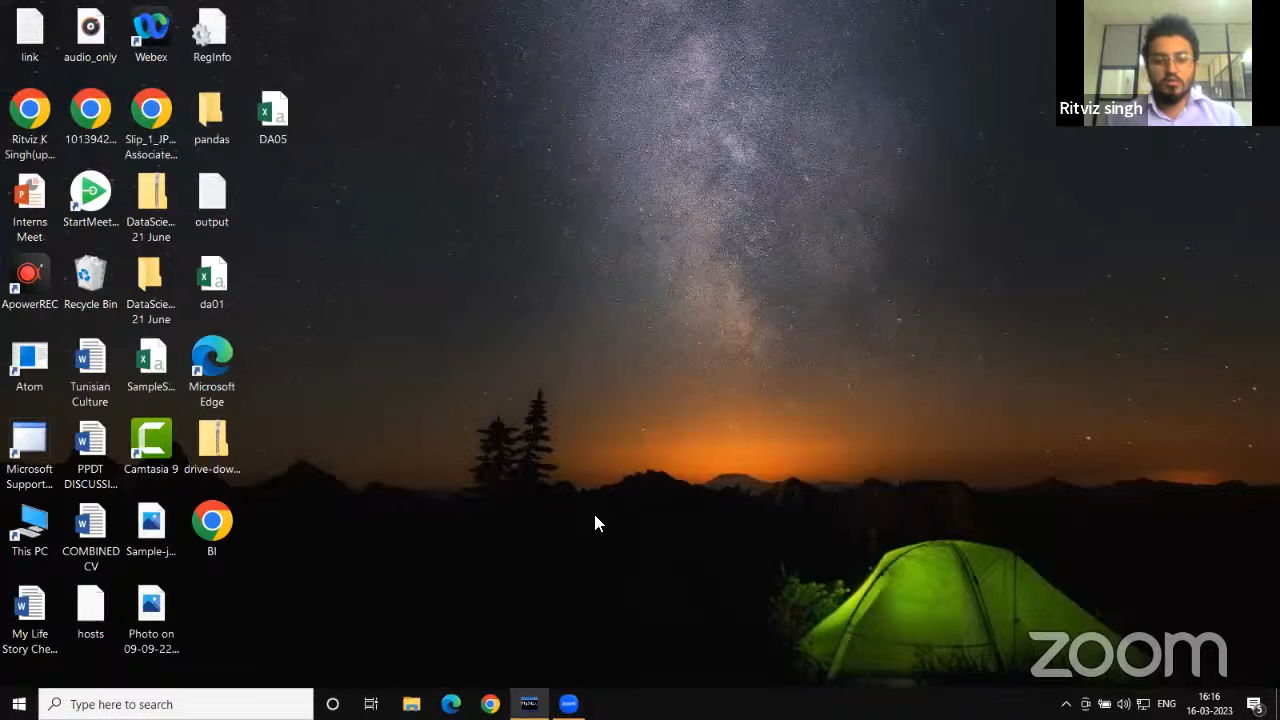 link
audio_only
Webex
RegInfo
Ritviz singh
Ritviz K
Singh(up...
1013942...
Slip_1_JP...
Associate...
pandas
DA05
Interns
Meet
StartMeet...
DataScie...
21 June
output
ApowerREC
Recycle Bin
DataScie...
21 June
da01
Atom
Tunisian
Culture
SampleS...
Microsoft
Edge
Microsoft
Support...
PPDT
DISCUSSI...
Camtasia 9
drive-dow...
This PC
COMBINED
CV
Sample-j...
BI
My Life
Story Che...
hosts
Photo on
09-09-22...
zoom
Type here to search
zoom
ENG
16:16
16-03-2023
5